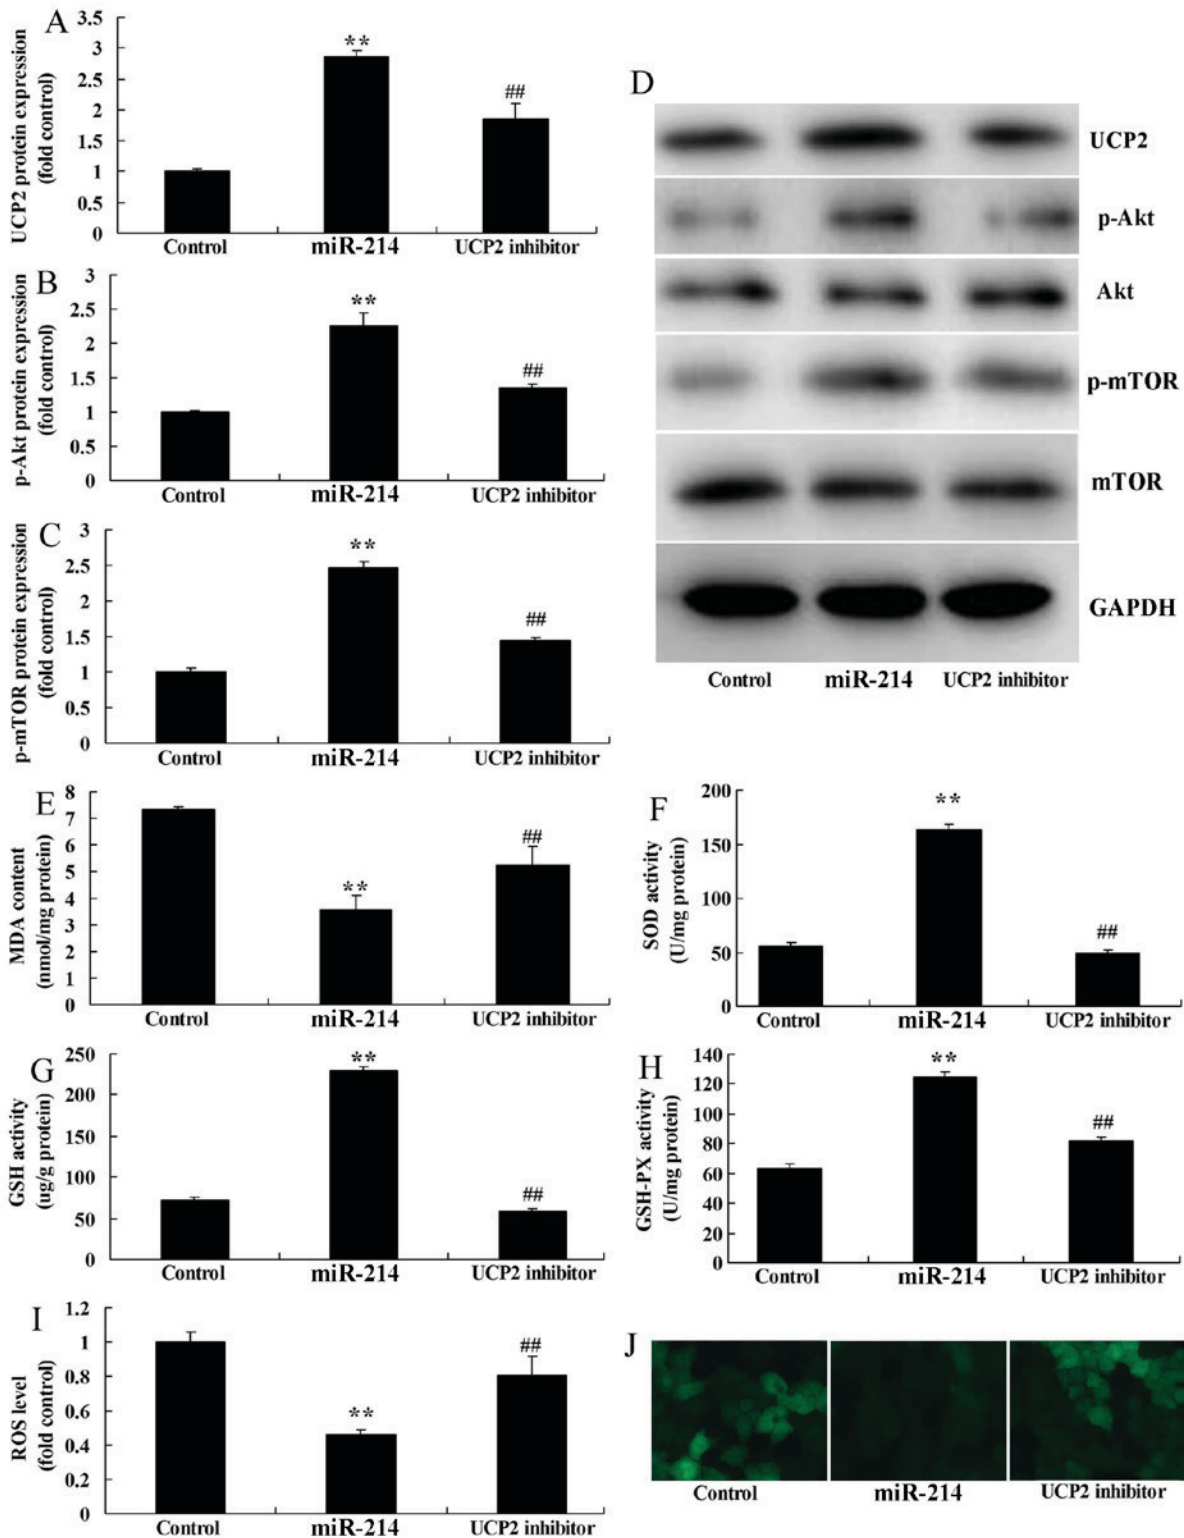 A
UCP2 protein expression
(fold control)
3.5
3
2.5
2
1.5
1
0.5
0
**
##
Control
miR-214
UCP2 inhibitor
B
p-Akt protein expression
(fold control)
3
2.5
2
1.5
1
0.5
0
**
##
Control
miR-214
UCP2 inhibitor
C
p-mTOR protein expression
(fold control)
3
2.5
2
1.5
1
0.5
0
**
##
Control
miR-214
UCP2 inhibitor
D
UCP2
p-Akt
Akt
p-mTOR
mTOR
GAPDH
Control
miR-214
UCP2 inhibitor
E
MDA content
(nmol/mg protein)
8
7
6
5
4
3
2
1
0
**
##
Control
miR-214
UCP2 inhibitor
F
SOD activity
(U/mg protein)
200
150
100
50
0
**
##
Control
miR-214
UCP2 inhibitor
G
GSH activity
(ug/g protein)
250
200
150
100
50
0
**
##
Control
miR-214
UCP2 inhibitor
H
GSH-PX activity
(U/mg protein)
140
120
100
80
60
40
20
0
**
##
Control
miR-214
UCP2 inhibitor
I
ROS level
(fold control)
1.2
1
0.8
0.6
0.4
0.2
0
**
##
Control
miR-214
UCP2 inhibitor
J
Control
miR-214
UCP2 inhibitor